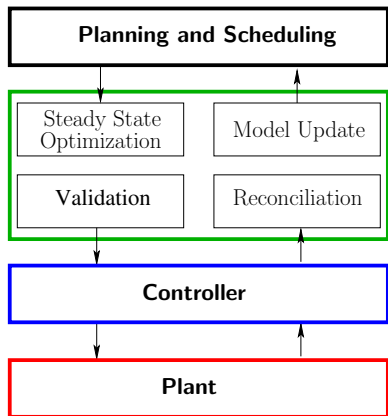 Planning and Scheduling
Steady State
Optimization
Model Update
Validation
Reconciliation
Controller
Plant